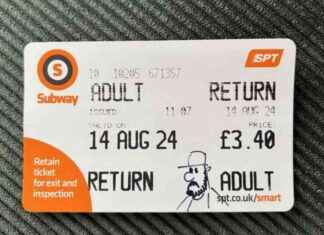 S
Subway
SPT
10 10205 671357
ADULT RETURN
ISSUED 11:07 14 AUG 24
VALID ON PRICE
14 AUG 24 £3.40
Retain
ticket
for exit and
inspection
RETURN ADULT
spt.co.uk/smart